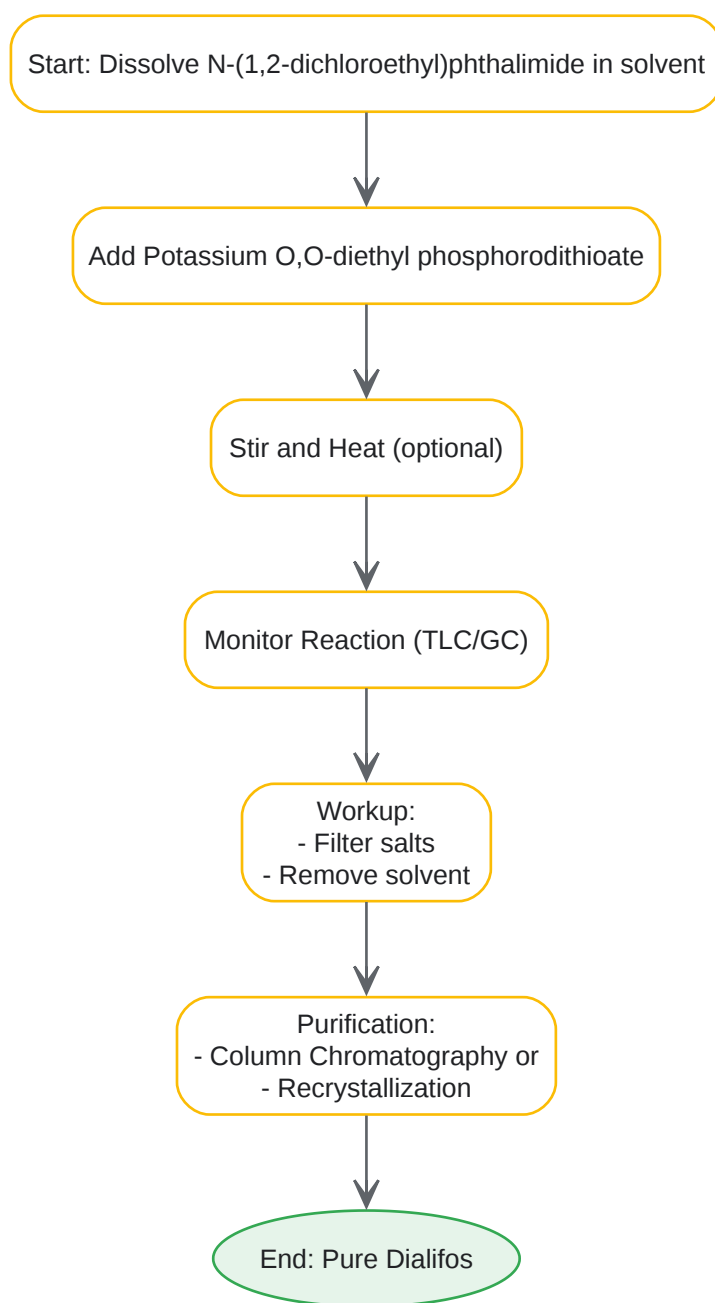 Start: Dissolve N-(1,2-dichloroethyl)phthalimide in solvent
Add Potassium O,O-diethyl phosphorodithioate
Stir and Heat (optional)
Monitor Reaction (TLC/GC)
Workup:
- Filter salts
- Remove solvent
Purification:
- Column Chromatography or
- Recrystallization
End: Pure Dialifos